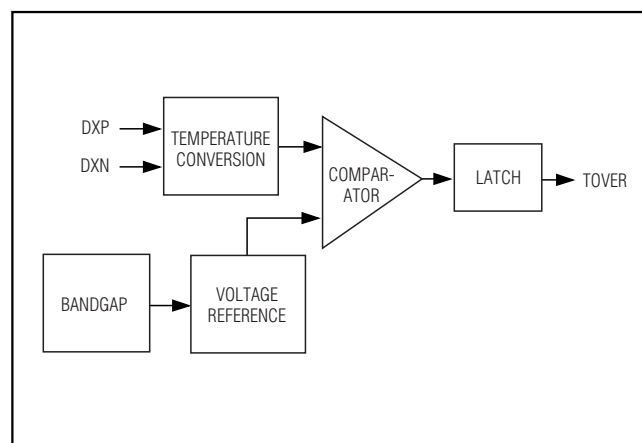 DXP
DXN
TEMPERATURE
CONVERSION
COMPAR-
ATOR
LATCH
TOVER
BANDGAP
VOLTAGE
REFERENCE